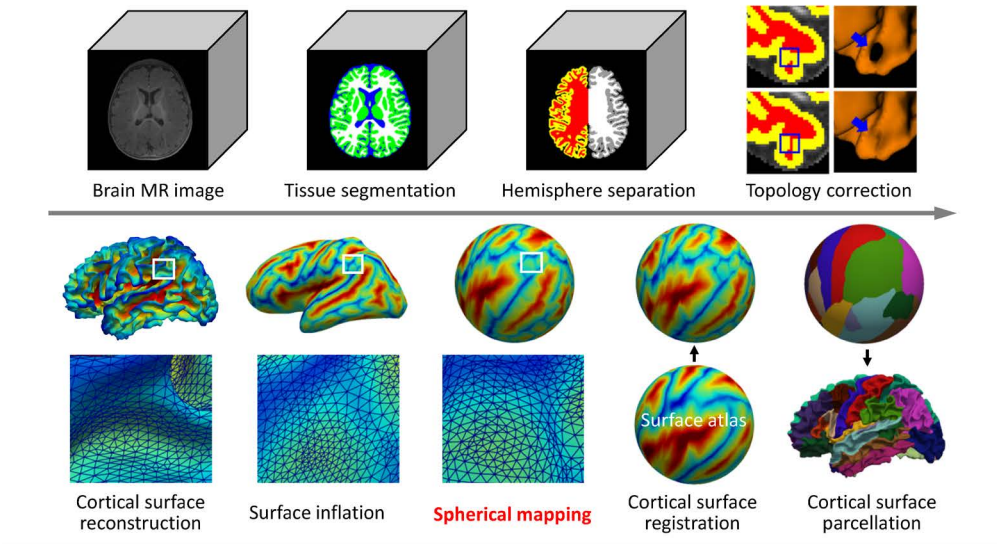 Brain MR image
Tissue segmentation
Hemisphere separation
Topology correction
Surface atlas
Cortical surface
reconstruction
Surface inflation
Spherical mapping
Cortical surface
registration
Cortical surface
parcellation